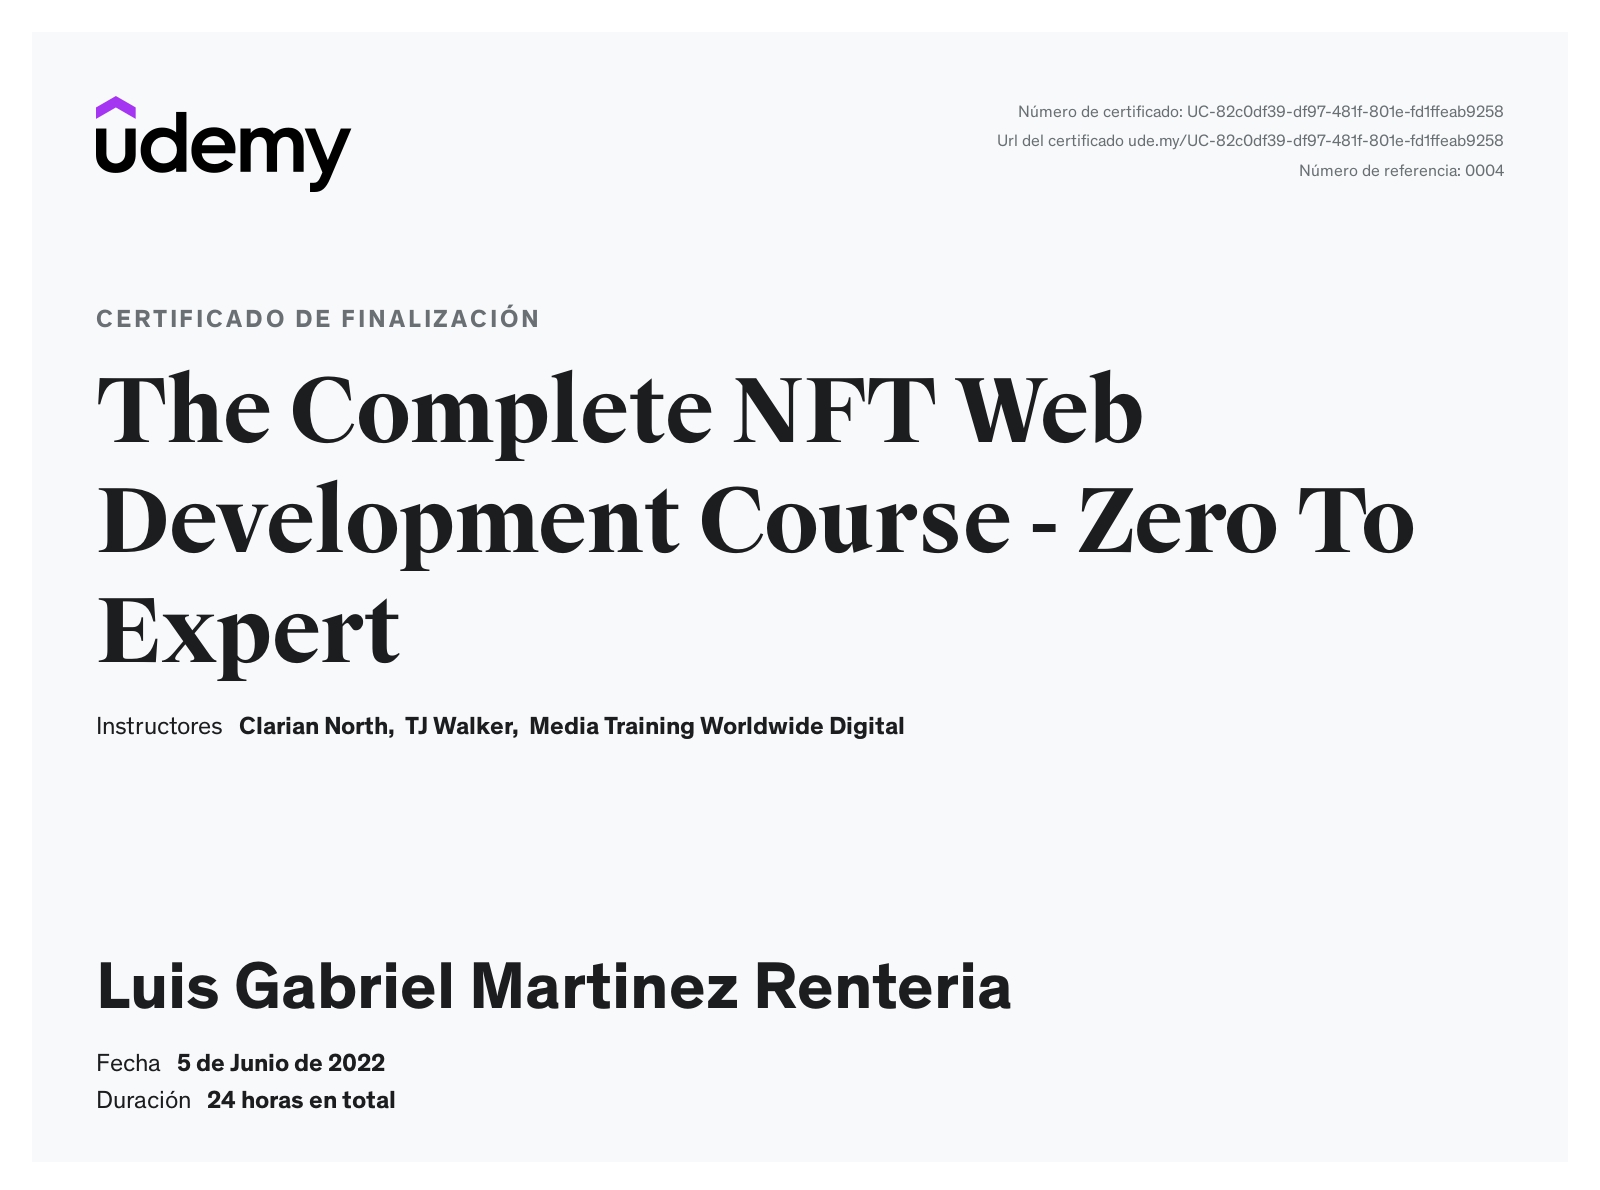 udemy
Número de certificado: UC-82c0df39-df97-481f-801e-fd1ffeab9258
Url del certificado ude.my/UC-82c0df39-df97-481f-801e-fd1ffeab9258
Número de referencia: 0004
CERTIFICADO DE FINALIZACIÓN
The Complete NFT Web
Development Course - Zero To
Expert
Instructores Clarian North, TJ Walker, Media Training Worldwide Digital
Luis Gabriel Martinez Renteria
Fecha 5 de Junio de 2022
Duración 24 horas en total